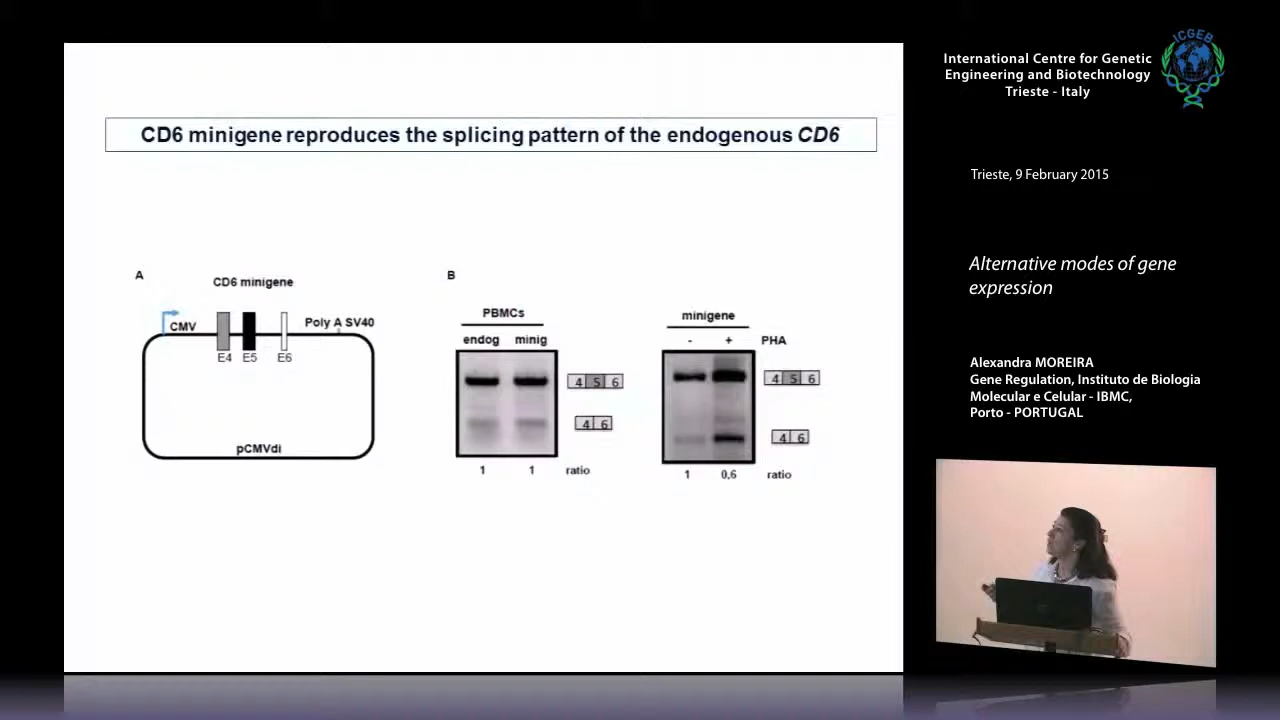 CD6 minigene reproduces the splicing pattern of the endogenous CD6
A
CD6 minigene
CMV
Poly A SV40
E4 E5 E6
pCMVdi
B
PBMCs
endog minig
4 5 6
4 6
1 1 ratio
minigene
- + PHA
4 5 6
4 6
1 0,6 ratio
ICGEB
International Centre for Genetic
Engineering and Biotechnology
Trieste - Italy
Trieste, 9 February 2015
Alternative modes of gene
expression
Alexandra MOREIRA
Gene Regulation, Instituto de Biologia
Molecular e Celular - IBMC,
Porto - PORTUGAL